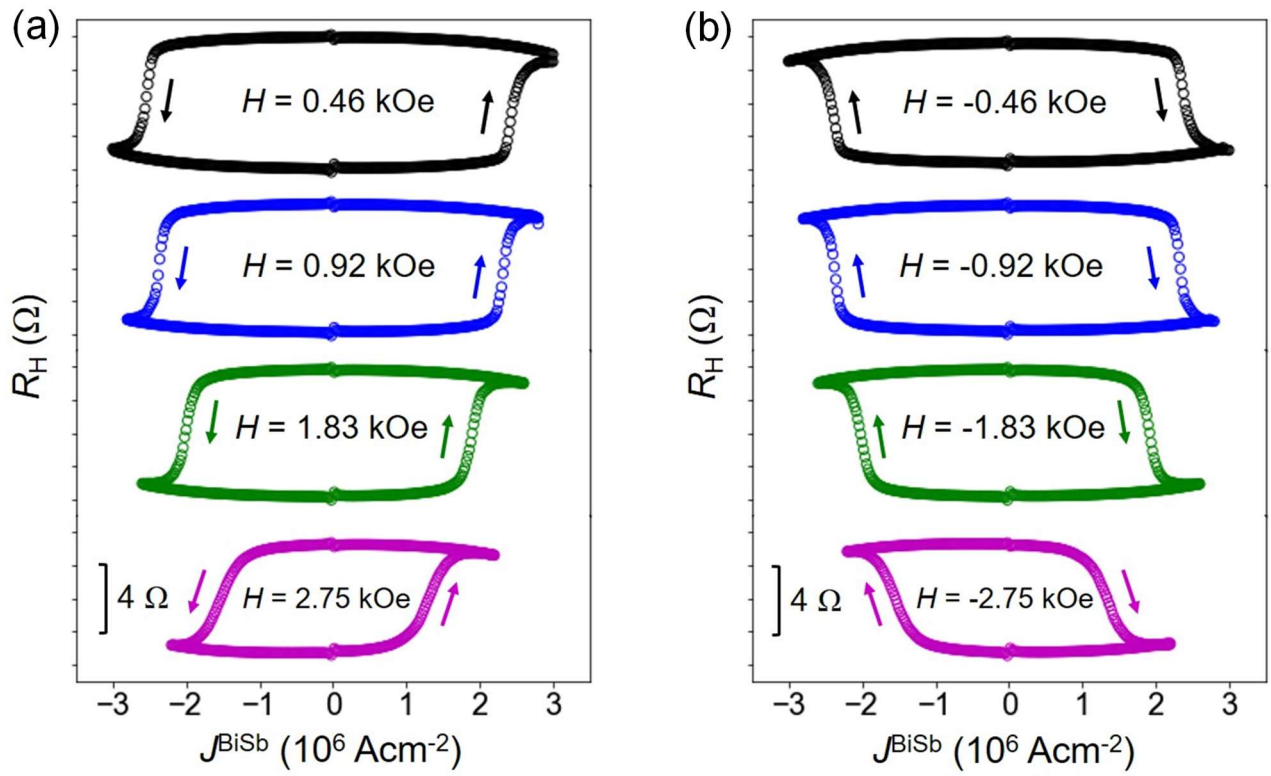 (a)
H = 0.46 kOe
H = 0.92 kOe
H = 1.83 kOe
H = 2.75 kOe
4 Ω
R_H (Ω)
−3 −2 −1 0 1 2 3
J^BiSb (10^6 Acm^-2)
(b)
H = -0.46 kOe
H = -0.92 kOe
H = -1.83 kOe
H = -2.75 kOe
4 Ω
R_H (Ω)
−3 −2 −1 0 1 2 3
J^BiSb (10^6 Acm^-2)